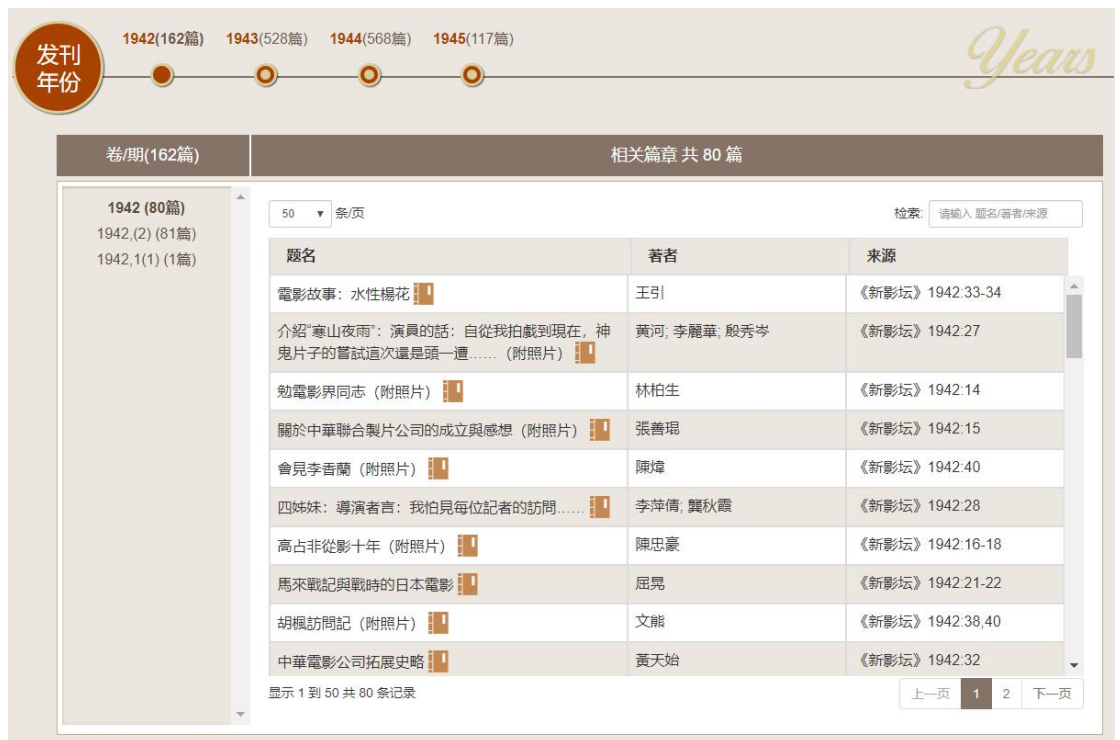 发刊
年份
1942(162篇) 1943(528篇) 1944(568篇) 1945(117篇)
Years
卷/期(162篇)
相关篇章 共 80 篇
1942 (80篇)
1942,(2) (81篇)
1942,1(1) (1篇)
50 条/页
检索: 请输入 题名/著者/来源
题名 著者 来源
電影故事：水性楊花 王引 《新影坛》1942:33-34
介紹“寒山夜雨”：演員的話：自從我拍戲到現在，神
鬼片子的嘗試這次還是頭一遭……（附照片） 黄河; 李麗華; 殷秀岑 《新影坛》1942:27
勉電影界同志（附照片） 林柏生 《新影坛》1942:14
關於中華聯合製片公司的成立與感想（附照片） 張善琨 《新影坛》1942:15
會見李香蘭（附照片） 陳煒 《新影坛》1942:40
四姊妹：導演者言：我怕見每位記者的訪問…… 李萍倩; 龔秋霞 《新影坛》1942:28
高占非從影十年（附照片） 陳忠豪 《新影坛》1942:16-18
馬來戰記與戰時的日本電影 屈晃 《新影坛》1942:21-22
胡楓訪問記（附照片） 文熊 《新影坛》1942:38,40
中華電影公司拓展史略 黃天始 《新影坛》1942:32
显示 1 到 50 共 80 条记录
上一页 1 2 下一页